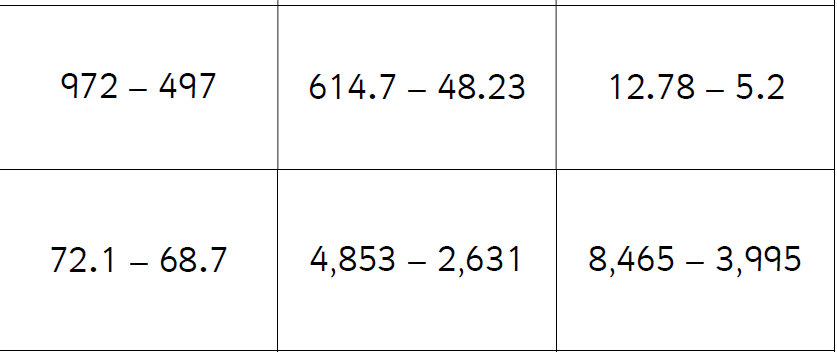 972 – 497
614.7 – 48.23
12.78 – 5.2
72.1 – 68.7
4,853 – 2,631
8,465 – 3,995